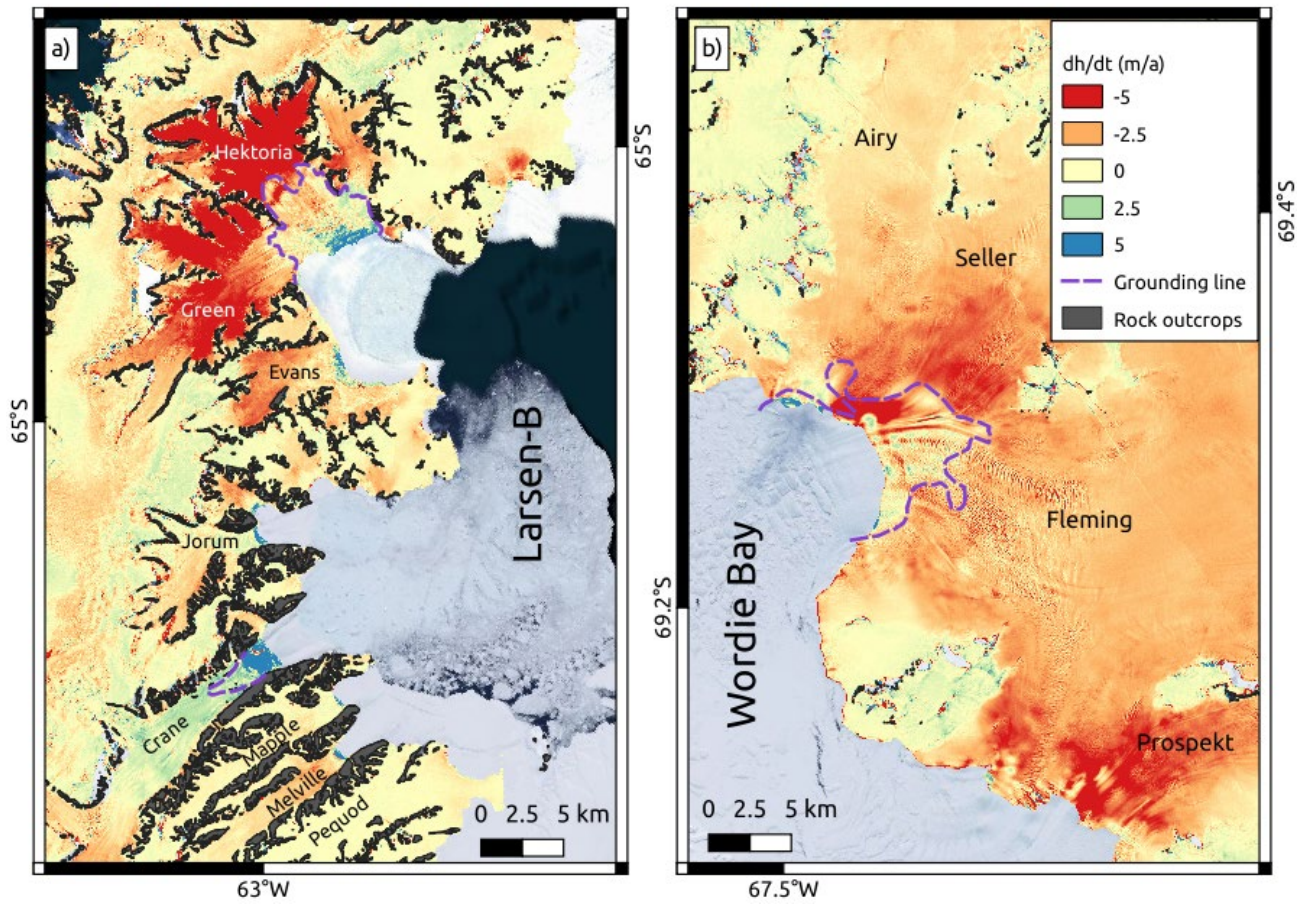 a)
Hektoria
Green
Evans
Jorum
Crane
Mapple
Melville
Pequod
Larsen-B
0 2.5 5 km
65°S
65°S
63°W
b)
Airy
Seller
Fleming
Prospekt
Wordie Bay
0 2.5 5 km
dh/dt (m/a)
-5
-2.5
0
2.5
5
Grounding line
Rock outcrops
69.4°S
69.2°S
67.5°W